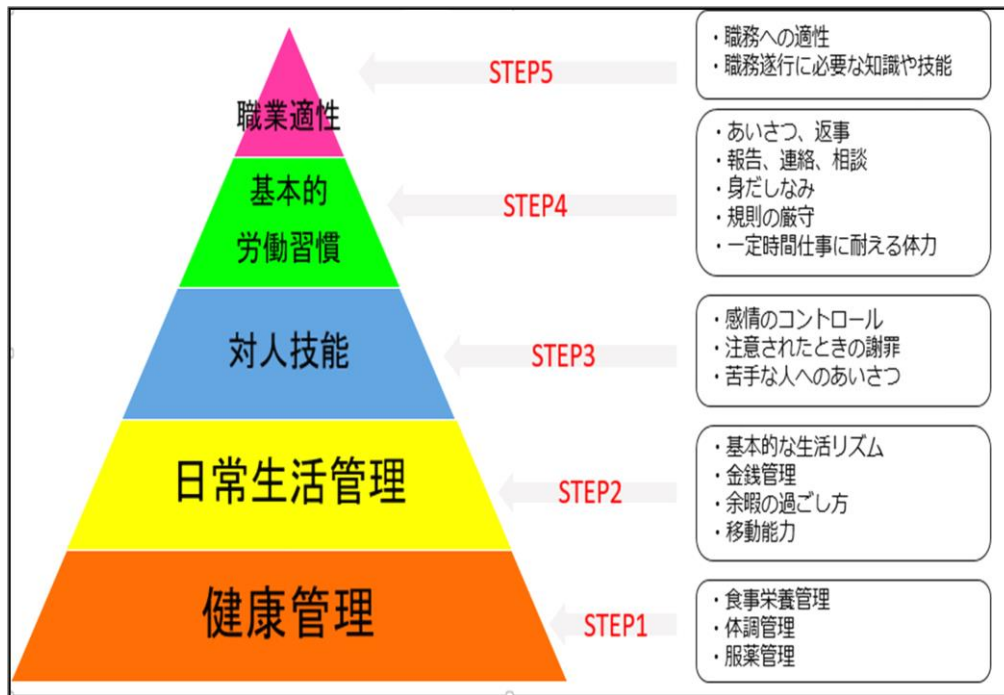 職業適性
STEP5
・職務への適性
・職務遂行に必要な知識や技能
基本的
労働習慣
STEP4
・あいさつ、返事
・報告、連絡、相談
・身だしなみ
・規則の厳守
・一定時間仕事に耐える体力
対人技能
STEP3
・感情のコントロール
・注意されたときの謝罪
・苦手な人へのあいさつ
日常生活管理
STEP2
・基本的な生活リズム
・金銭管理
・余暇の過ごし方
・移動能力
健康管理
STEP1
・食事栄養管理
・体調管理
・服薬管理